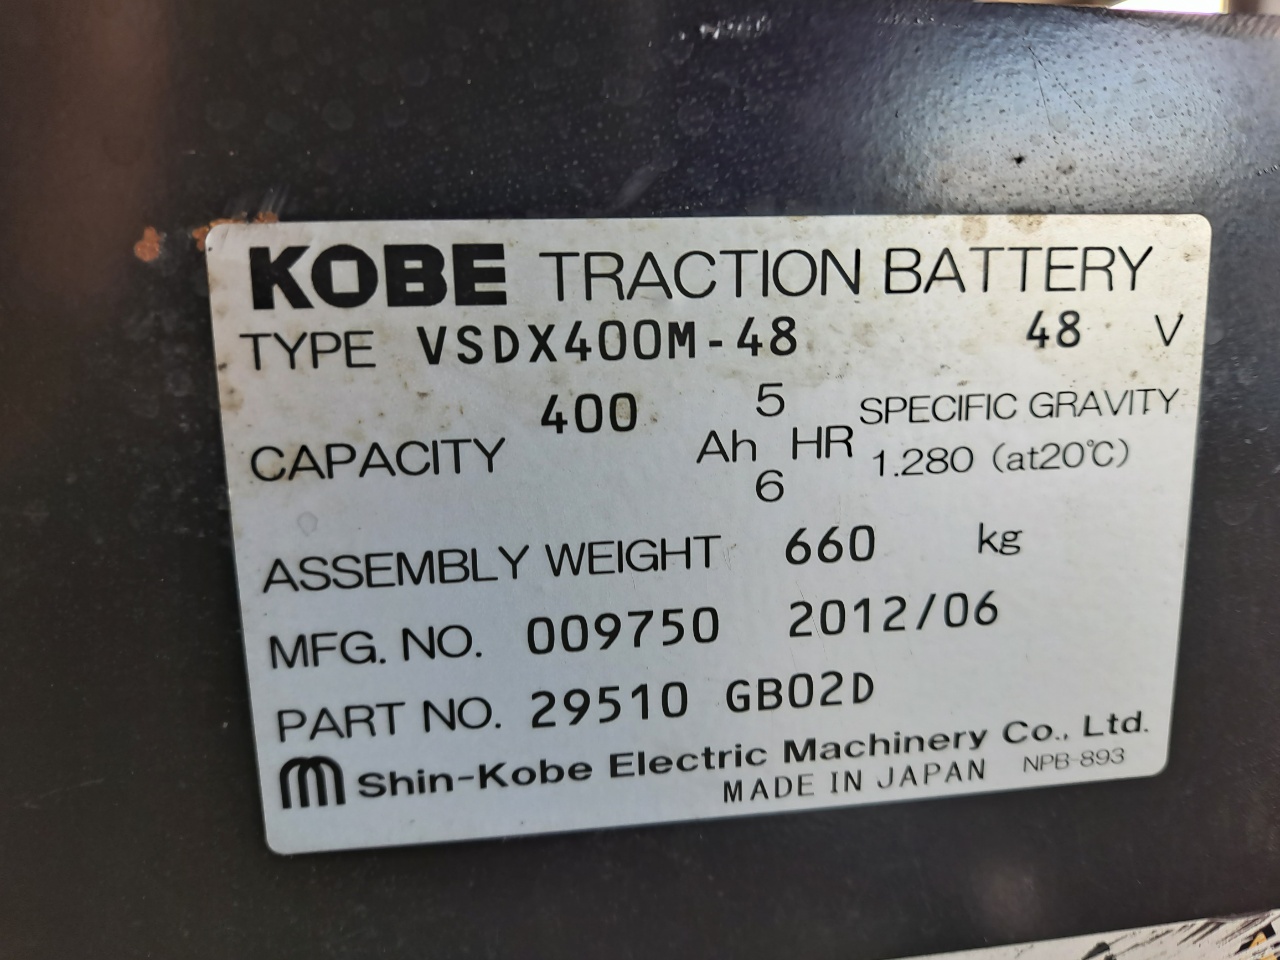 KOBE TRACTION BATTERY
TYPE VSDX400M-48 48 V
CAPACITY 400 Ah 5 HR
6
SPECIFIC GRAVITY
1.280 (at20℃)
ASSEMBLY WEIGHT 660 kg
MFG. NO. 009750 2012/06
PART NO. 29510 GB02D
Shin-Kobe Electric Machinery Co., Ltd.
MADE IN JAPAN NPB-893